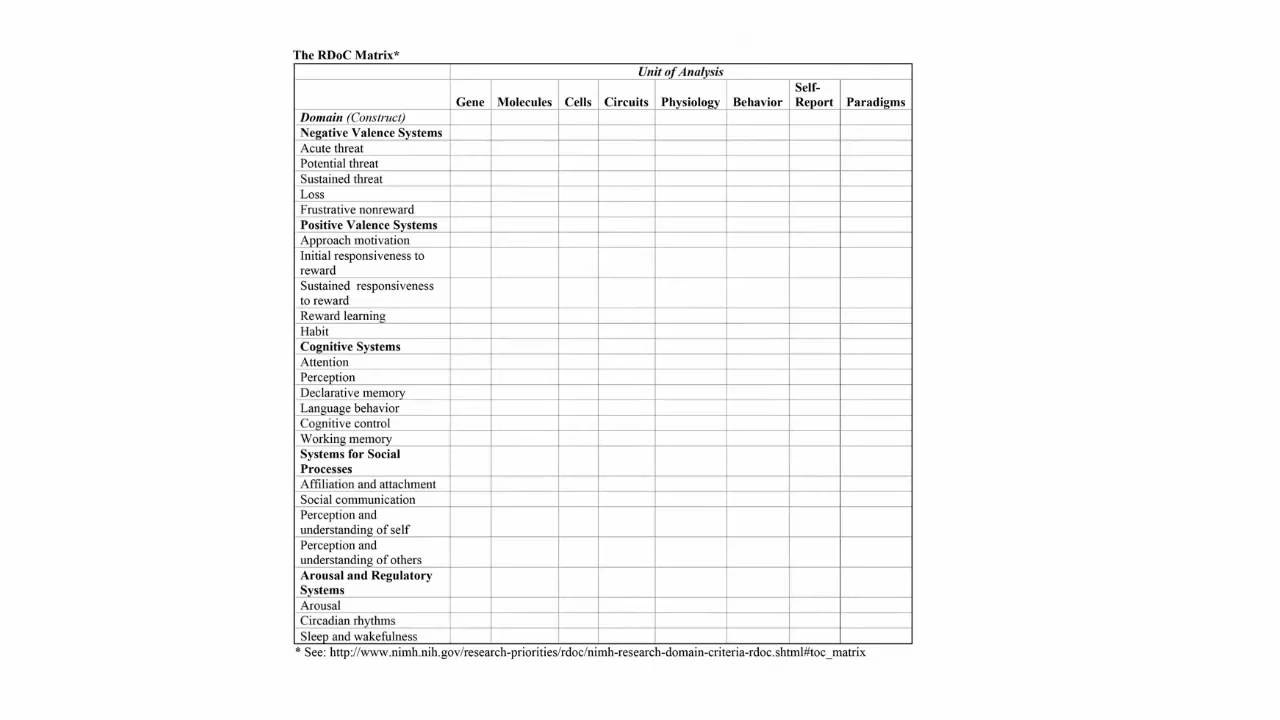 The RDoC Matrix*
Unit of Analysis
Self-
Gene Molecules Cells Circuits Physiology Behavior Report Paradigms
Domain (Construct)
Negative Valence Systems
Acute threat
Potential threat
Sustained threat
Loss
Frustrative nonreward
Positive Valence Systems
Approach motivation
Initial responsiveness to
reward
Sustained responsiveness
to reward
Reward learning
Habit
Cognitive Systems
Attention
Perception
Declarative memory
Language behavior
Cognitive control
Working memory
Systems for Social
Processes
Affiliation and attachment
Social communication
Perception and
understanding of self
Perception and
understanding of others
Arousal and Regulatory
Systems
Arousal
Circadian rhythms
Sleep and wakefulness
* See: http://www.nimh.nih.gov/research-priorities/rdoc/nimh-research-domain-criteria-rdoc.shtml#toc_matrix